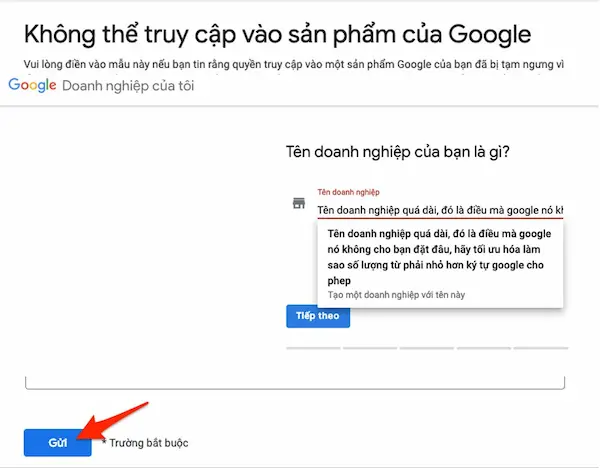 Không thể truy cập vào sản phẩm của Google
Vui lòng điền vào mẫu này nếu bạn tin rằng quyền truy cập vào một sản phẩm Google của bạn đã bị tạm ngưng vì
Google Doanh nghiệp của tôi
Tên doanh nghiệp của bạn là gì?
Tên doanh nghiệp
Tên doanh nghiệp quá dài, đó là điều mà google nó kh
Tên doanh nghiệp quá dài, đó là điều mà google
nó không cho bạn đặt đâu, hãy tối ưu hóa làm
sao số lượng từ phải nhỏ hơn ký tự google cho
phep
Tạo một doanh nghiệp với tên này
Tiếp theo
Gửi
* Trường bắt buộc